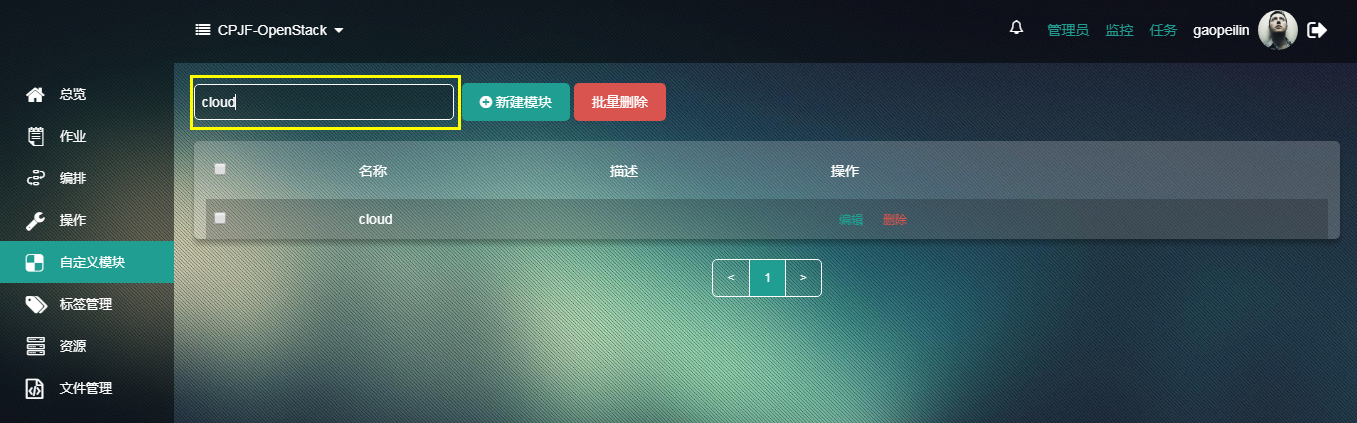 CPJF-OpenStack
管理员 监控 任务 gaopeilin
总览
作业
编排
操作
自定义模块
标签管理
资源
文件管理
cloud 新建模块 批量删除
名称 描述 操作
cloud 编辑 删除
< 1 >